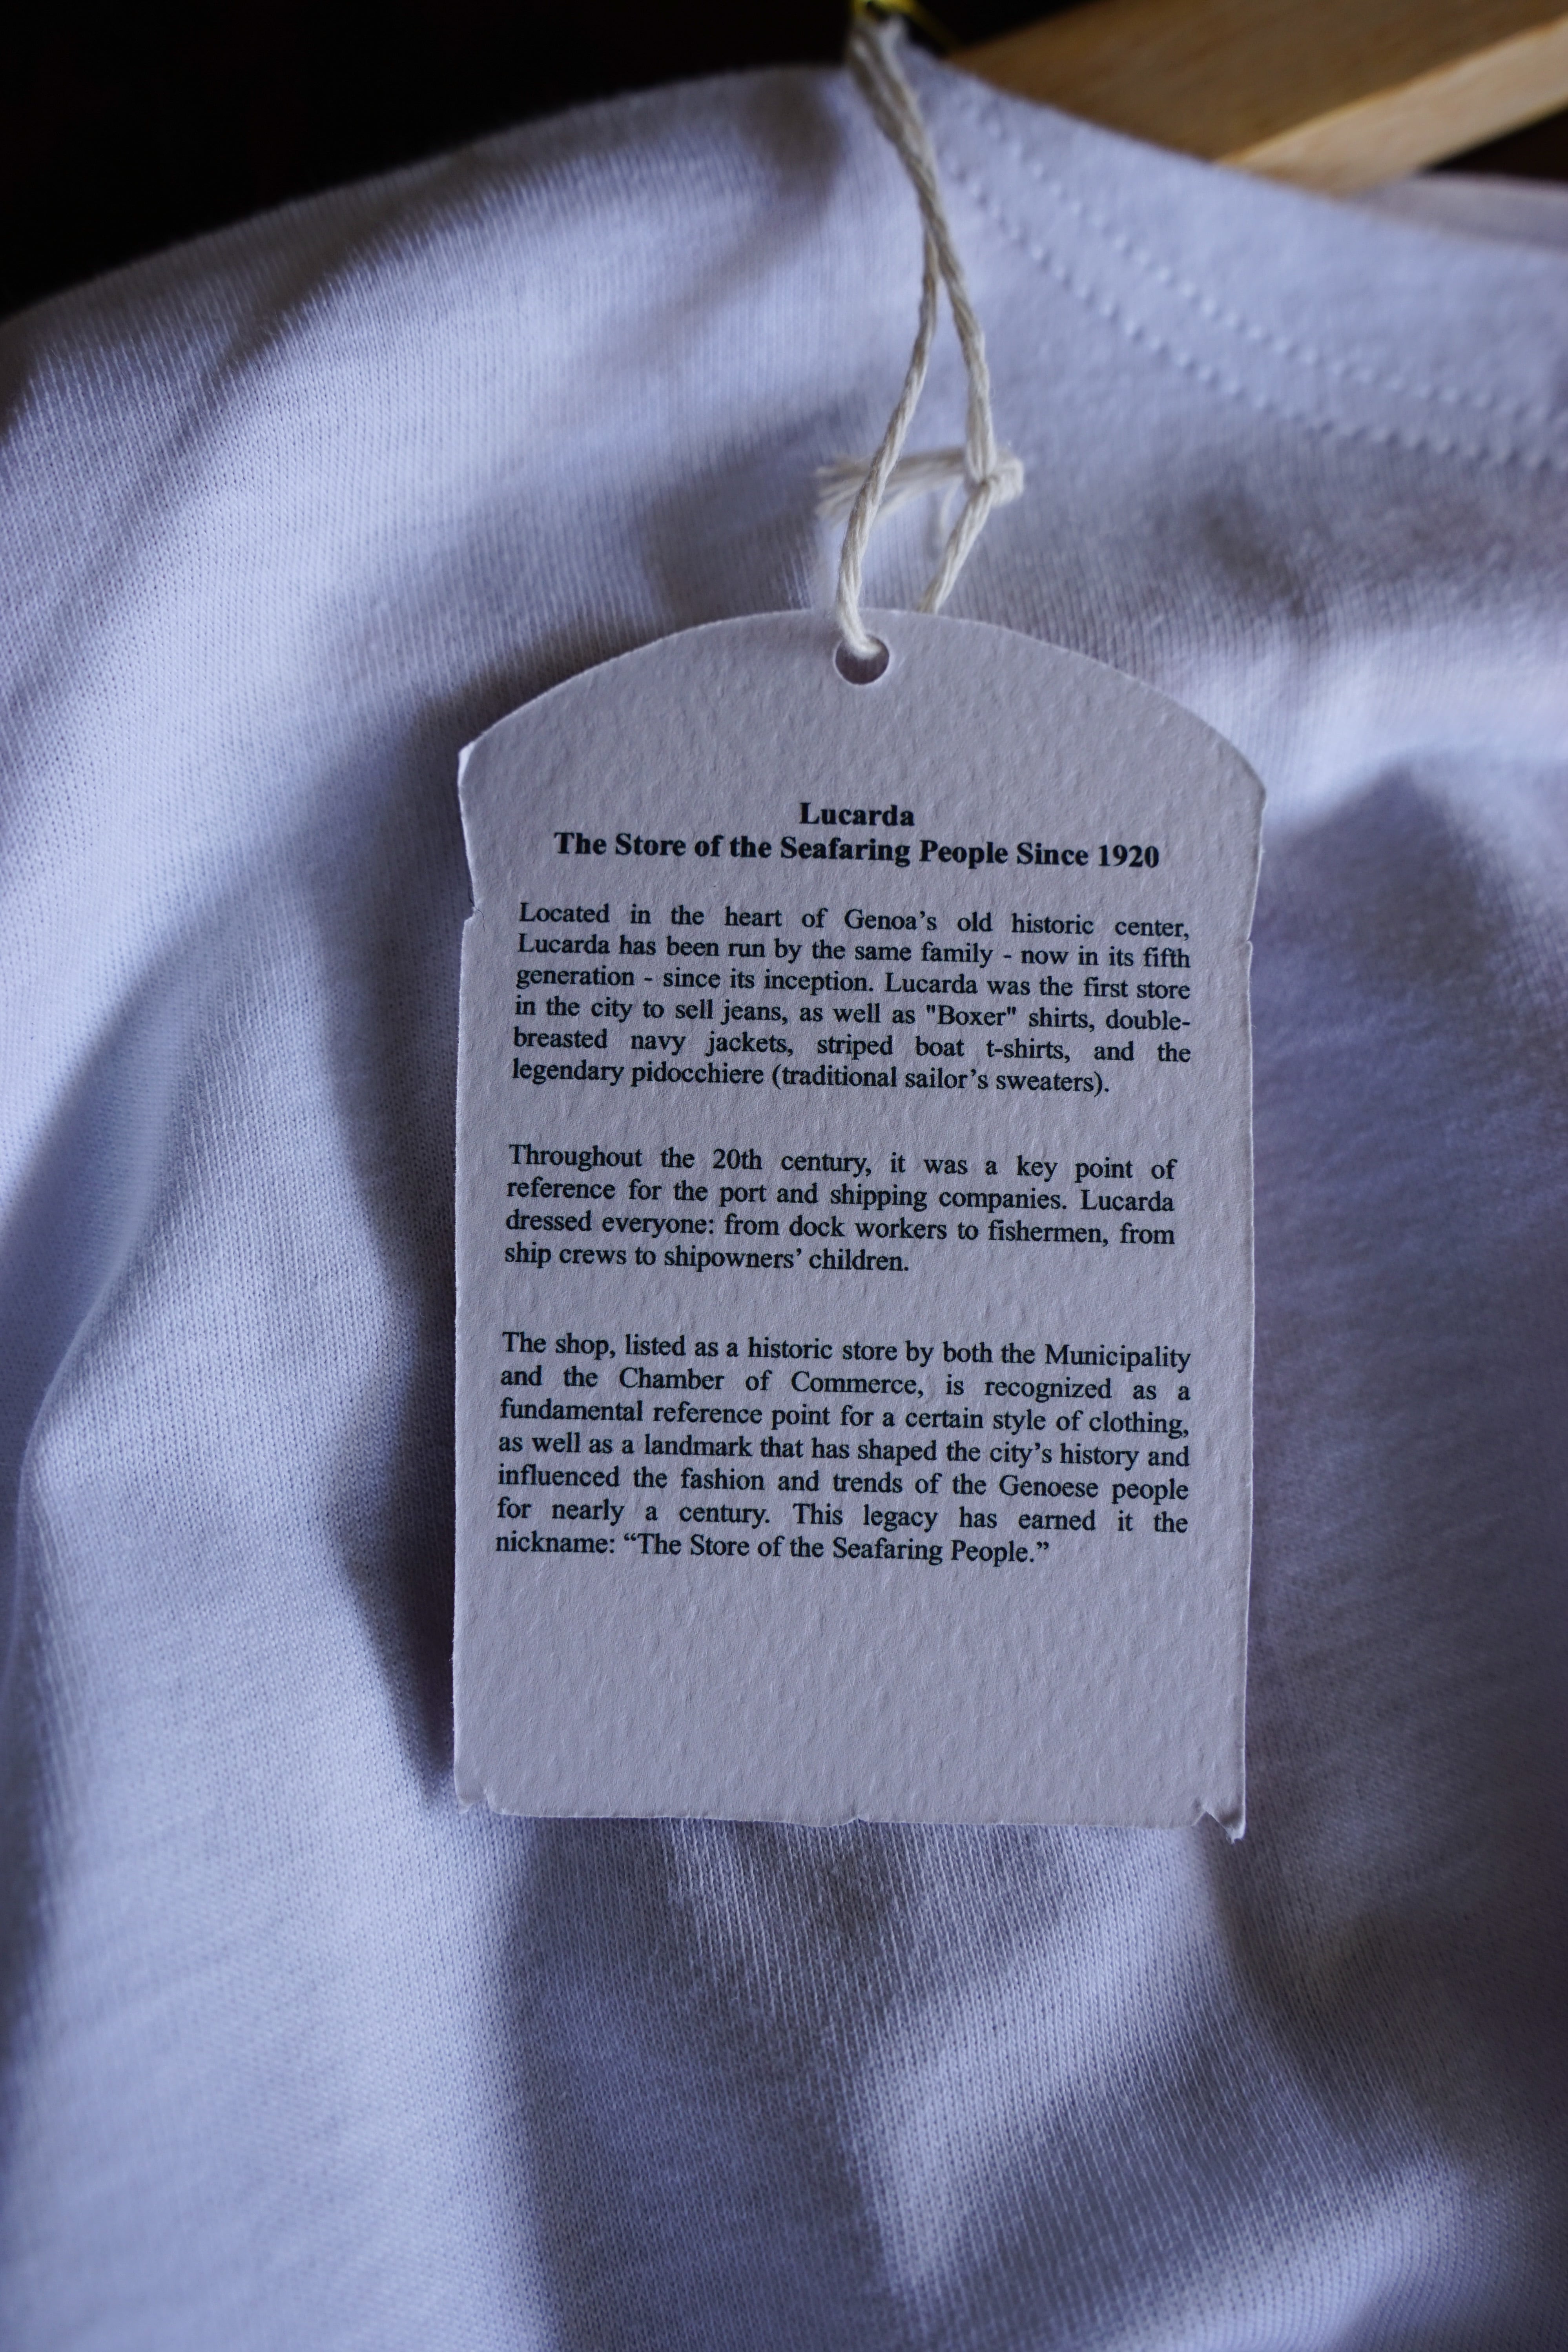 Lucarda
The Store of the Seafaring People Since 1920
Located in the heart of Genoa’s old historic center,
Lucarda has been run by the same family - now in its fifth
generation - since its inception. Lucarda was the first store
in the city to sell jeans, as well as "Boxer" shirts, double-
breasted navy jackets, striped boat t-shirts, and the
legendary pidocchiere (traditional sailor’s sweaters).
Throughout the 20th century, it was a key point of
reference for the port and shipping companies. Lucarda
dressed everyone: from dock workers to fishermen, from
ship crews to shipowners’ children.
The shop, listed as a historic store by both the Municipality
and the Chamber of Commerce, is recognized as a
fundamental reference point for a certain style of clothing,
as well as a landmark that has shaped the city’s history and
influenced the fashion and trends of the Genoese people
for nearly a century. This legacy has earned it the
nickname: “The Store of the Seafaring People.”